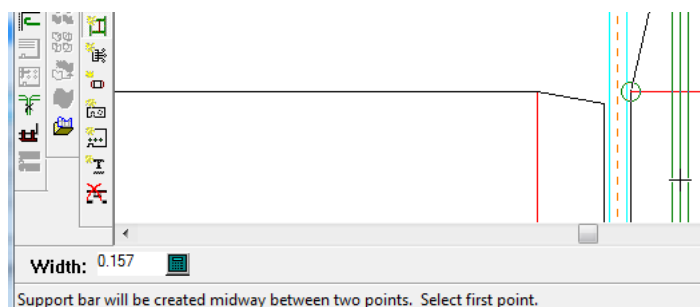 Width: 0.157
Support bar will be created midway between two points. Select first point.